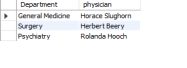 Department physician
General Medicine Horace Slughorn
Surgery Herbert Beery
Psychiatry Rolanda Hooch